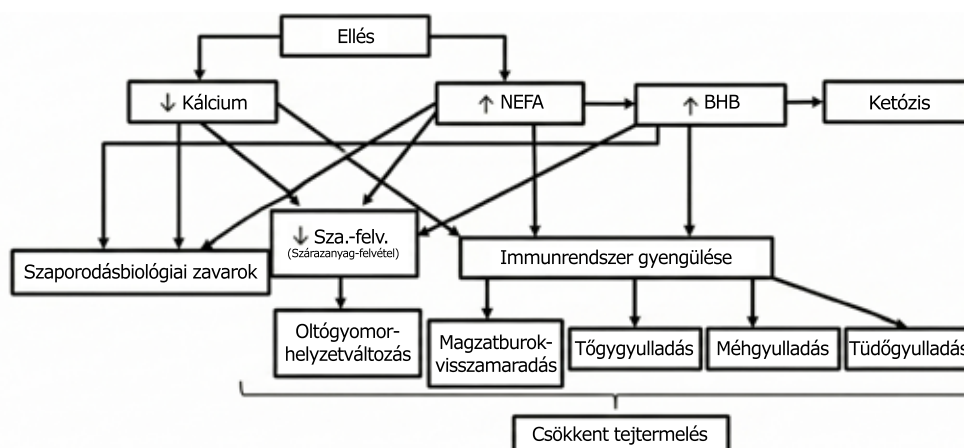 Ellés
↓ Kálcium
↑ NEFA
↑ BHB
Ketózis
↓ Sza.-felv.
(Szárazanyag-felvétel)
Szaporodásbiológiai zavarok
Immunrendszer gyengülése
Oltógyomor-
helyzetváltozás
Magzatburok-
visszamaradás
Tőgygyulladás
Méhgyulladás
Tüdőgyulladás
Csökkent tejtermelés